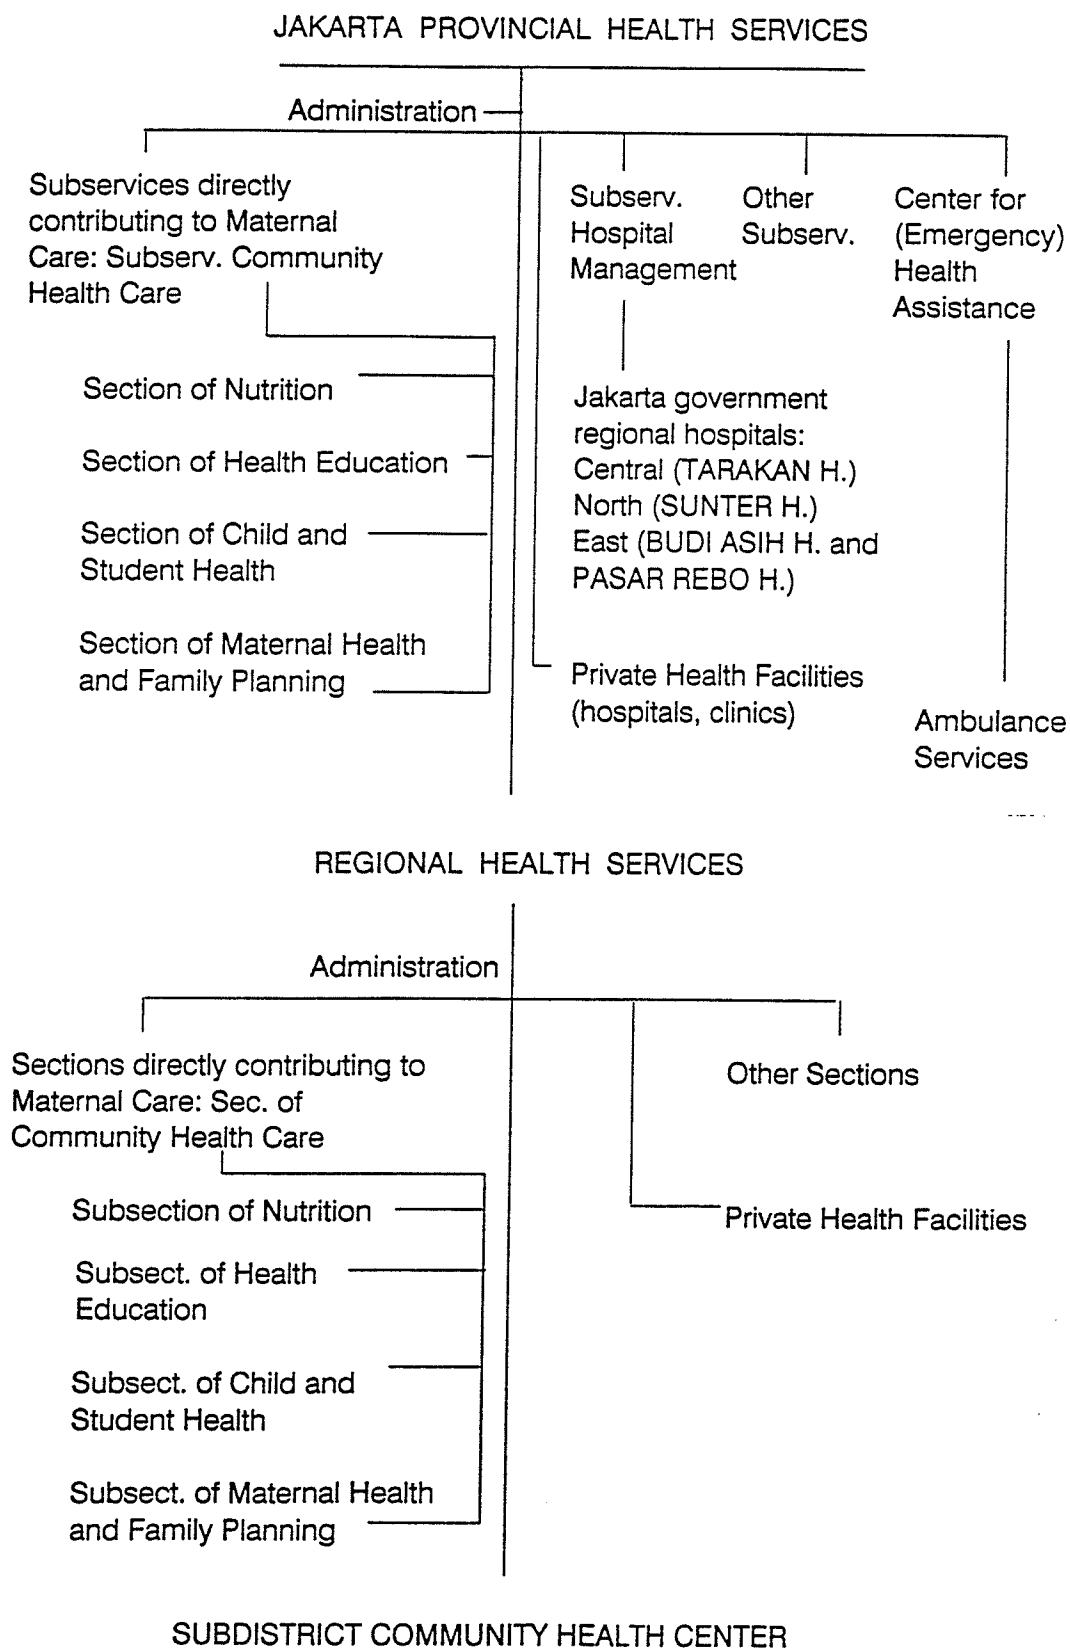 JAKARTA PROVINCIAL HEALTH SERVICES
Administration
Subservices directly
contributing to Maternal
Care: Subserv. Community
Health Care
Section of Nutrition
Section of Health Education
Section of Child and
Student Health
Section of Maternal Health
and Family Planning
Subserv.
Hospital
Management
Jakarta government
regional hospitals:
Central (TARAKAN H.)
North (SUNTER H.)
East (BUDI ASIH H. and
PASAR REBO H.)
Private Health Facilities
(hospitals, clinics)
Other
Subserv.
Center for
(Emergency)
Health
Assistance
Ambulance
Services
REGIONAL HEALTH SERVICES
Administration
Sections directly contributing to
Maternal Care: Sec. of
Community Health Care
Subsection of Nutrition
Subsect. of Health
Education
Subsect. of Child and
Student Health
Subsect. of Maternal Health
and Family Planning
Other Sections
Private Health Facilities
SUBDISTRICT COMMUNITY HEALTH CENTER